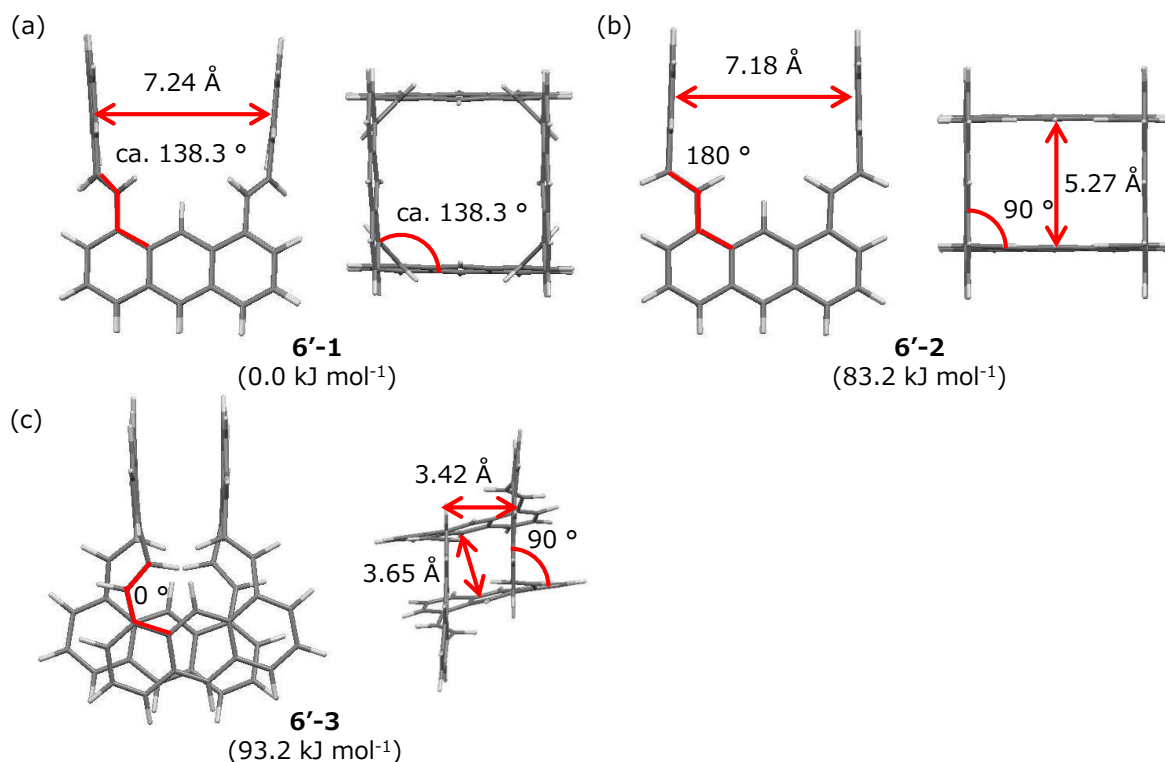 (a)
7.24 Å
ca. 138.3 °
ca. 138.3 °
6’-1
(0.0 kJ mol-1)
(b)
7.18 Å
180 °
5.27 Å
90 °
6’-2
(83.2 kJ mol-1)
(c)
0 °
3.42 Å
90 °
3.65 Å
6’-3
(93.2 kJ mol-1)